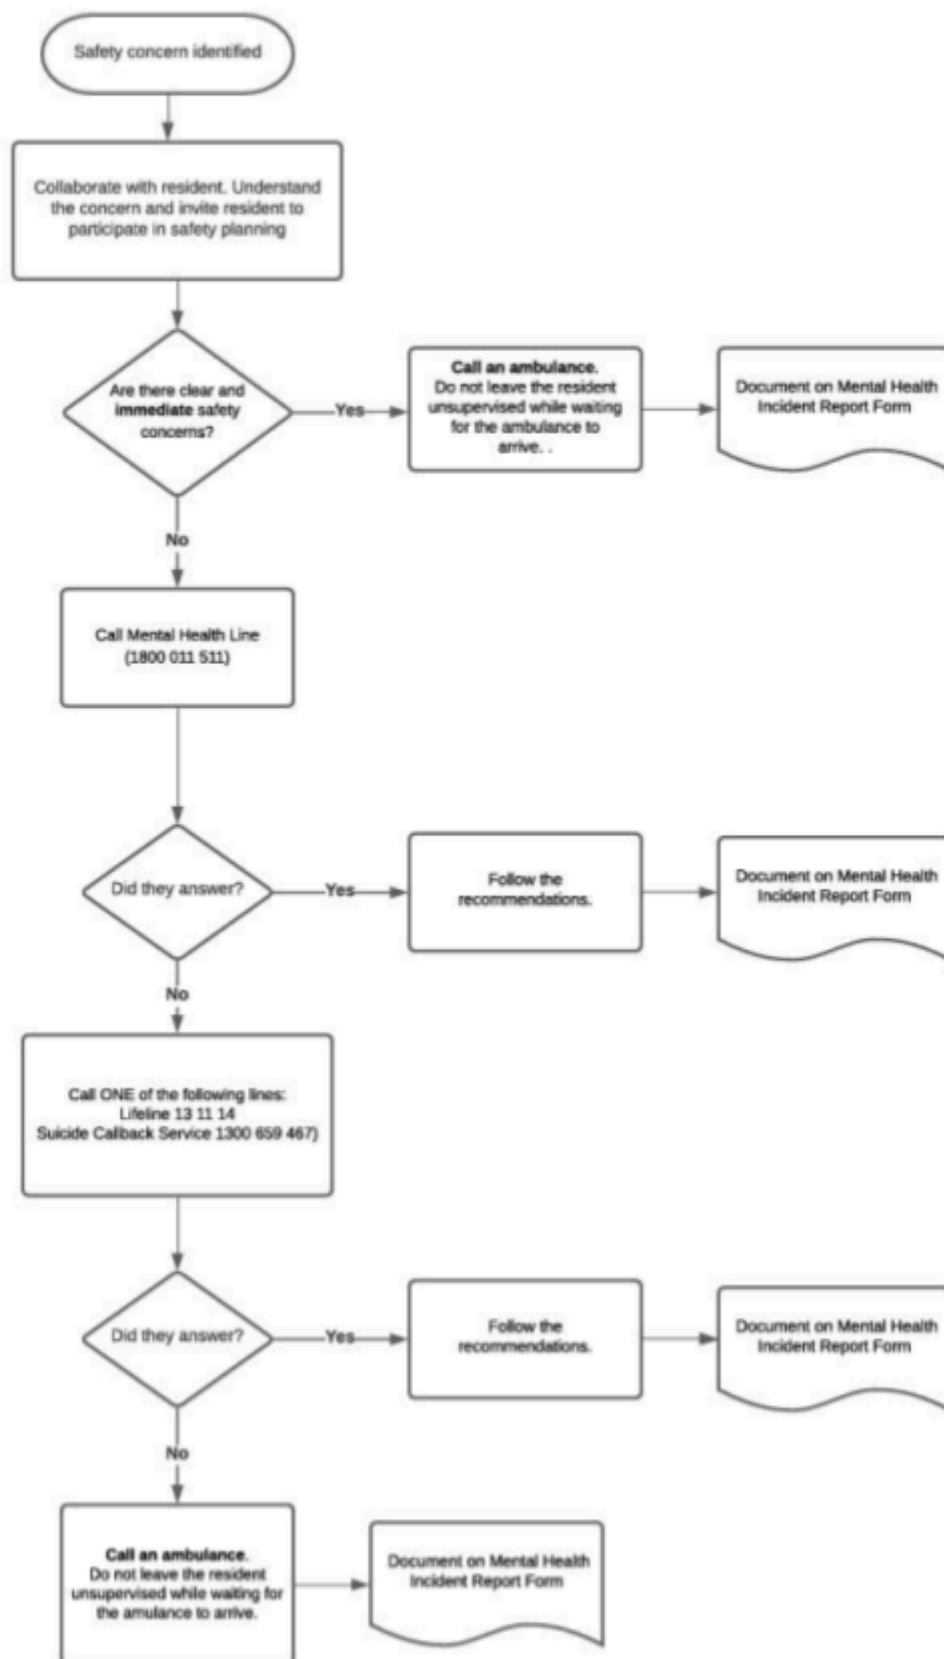 Safety concern identified
Collaborate with resident. Understand
the concern and invite resident to
participate in safety planning
Are there clear and
immediate safety
concerns?
Yes
Call an ambulance.
Do not leave the resident
unsupervised while waiting
for the ambulance to
arrive. .
Document on Mental Health
Incident Report Form
No
Call Mental Health Line
(1800 011 511)
Did they answer?
Yes
Follow the
recommendations.
Document on Mental Health
Incident Report Form
No
Call ONE of the following lines:
Lifeline 13 11 14
Suicide Callback Service 1300 659 467)
Did they answer?
Yes
Follow the
recommendations.
Document on Mental Health
Incident Report Form
No
Call an ambulance.
Do not leave the resident
unsupervised while waiting for
the amulance to arrive.
Document on Mental Health
Incident Report Form